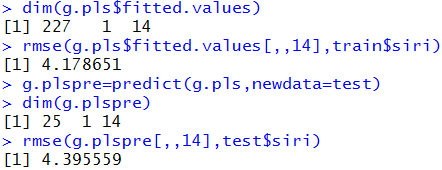 > dim(g.pls$fitted.values)
[1] 227 1 14
> rmse(g.pls$fitted.values[,,14],train$siri)
[1] 4.178651
> g.plspre=predict(g.pls,newdata=test)
> dim(g.plspre)
[1] 25 1 14
> rmse(g.plspre[,,14],test$siri)
[1] 4.395559